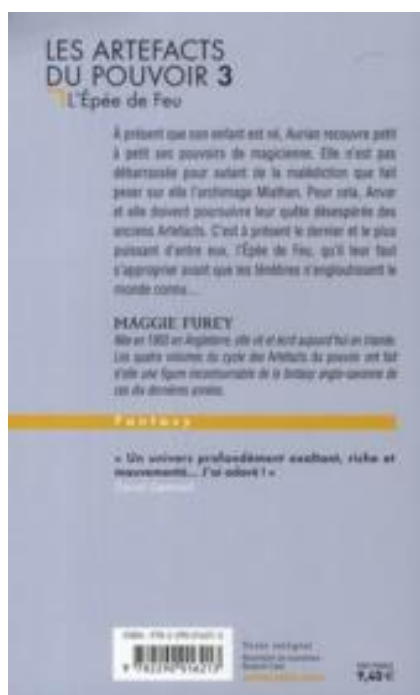 LES ARTEFACTS
DU POUVOIR 3
L'Épée de Feu
À présent que son enfant est né, Aurian recouvre petit
à petit ses pouvoirs de magicienne. Elle n'est pas
débarrassée pour autant de la malédiction que fait
peser sur elle l'archimage Miathan. Pour cela, Anvar
et elle doivent poursuivre leur quête désespérée des
anciens Artefacts. C'est à présent le dernier et le plus
puissant d'entre eux, l'Épée de Feu, qu'il leur faut
s'approprier avant que les ténèbres n'engloutissent le
monde connu...
MAGGIE FUREY
Née en 1955 en Angleterre, elle vit et écrit aujourd'hui en Irlande.
Les quatre volumes du cycle des Artefacts du pouvoir ont fait
d'elle une figure incontournable de la fantasy anglo-saxonne de
ces dix dernières années.
Fantasy
« Un univers profondément exaltant, riche et
mouvementé... J'ai adoré ! »
Texte intégral
9,40 €